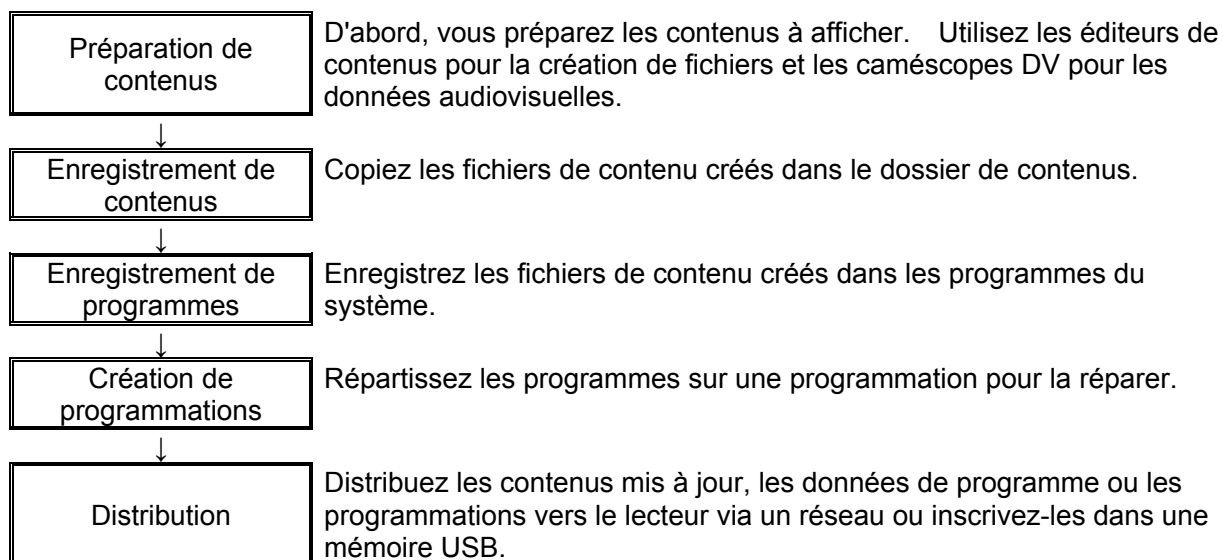 Préparation de
contenus
D'abord, vous préparez les contenus à afficher. Utilisez les éditeurs de
contenus pour la création de fichiers et les caméscopes DV pour les
données audiovisuelles.
↓
Enregistrement de
contenus
Copiez les fichiers de contenu créés dans le dossier de contenus.
↓
Enregistrement de
programmes
Enregistrez les fichiers de contenu créés dans les programmes du
système.
↓
Création de
programmations
Répartissez les programmes sur une programmation pour la réparer.
↓
Distribution
Distribuez les contenus mis à jour, les données de programme ou les
programmations vers le lecteur via un réseau ou inscrivez-les dans une
mémoire USB.